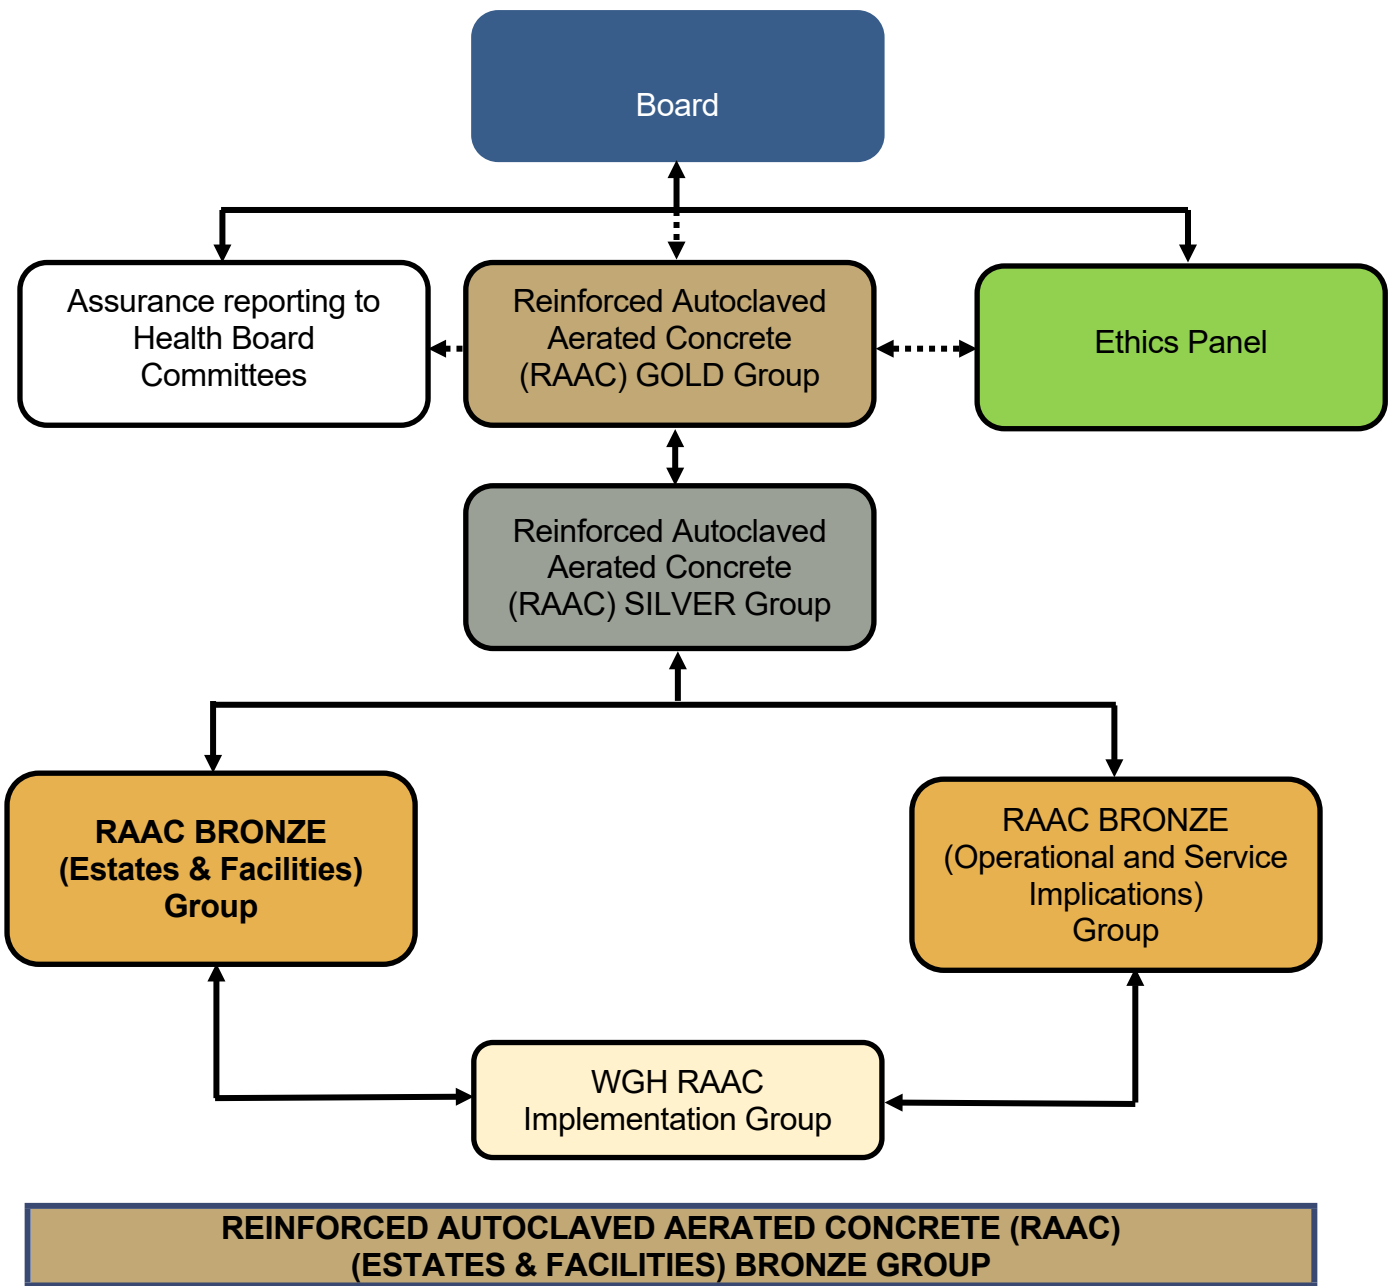 Board
Assurance reporting to
Health Board
Committees
Reinforced Autoclaved
Aerated Concrete
(RAAC) GOLD Group
Ethics Panel
Reinforced Autoclaved
Aerated Concrete
(RAAC) SILVER Group
RAAC BRONZE
(Estates & Facilities)
Group
RAAC BRONZE
(Operational and Service
Implications)
Group
WGH RAAC
Implementation Group
REINFORCED AUTOCLAVED AERATED CONCRETE (RAAC)
(ESTATES & FACILITIES) BRONZE GROUP